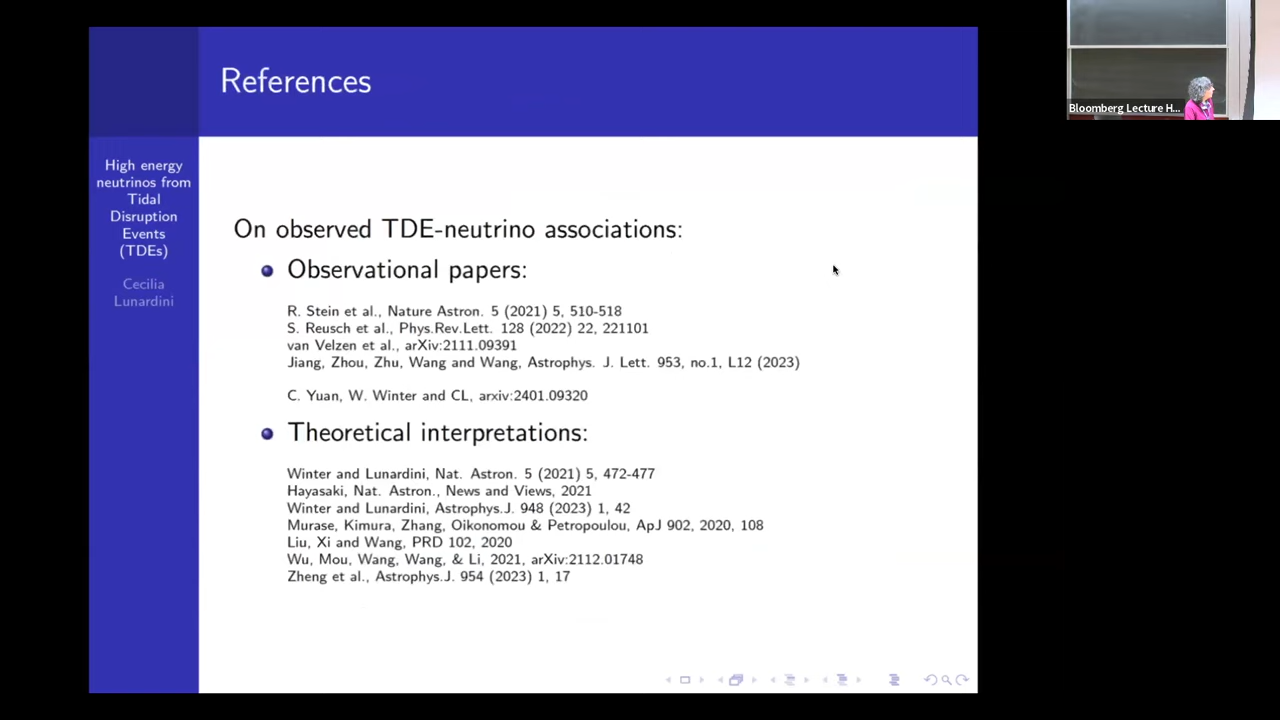 References
High energy
neutrinos from
Tidal
Disruption
Events
(TDEs)
Cecilia
Lunardini
On observed TDE-neutrino associations:
Observational papers:
R. Stein et al., Nature Astron. 5 (2021) 5, 510-518
S. Reusch et al., Phys.Rev.Lett. 128 (2022) 22, 221101
van Velzen et al., arXiv:2111.09391
Jiang, Zhou, Zhu, Wang and Wang, Astrophys. J. Lett. 953, no.1, L12 (2023)
C. Yuan, W. Winter and CL, arxiv:2401.09320
Theoretical interpretations:
Winter and Lunardini, Nat. Astron. 5 (2021) 5, 472-477
Hayasaki, Nat. Astron., News and Views, 2021
Winter and Lunardini, Astrophys.J. 948 (2023) 1, 42
Murase, Kimura, Zhang, Oikonomou & Petropoulou, ApJ 902, 2020, 108
Liu, Xi and Wang, PRD 102, 2020
Wu, Mou, Wang, Wang, & Li, 2021, arXiv:2112.01748
Zheng et al., Astrophys.J. 954 (2023) 1, 17
Bloomberg Lecture H...